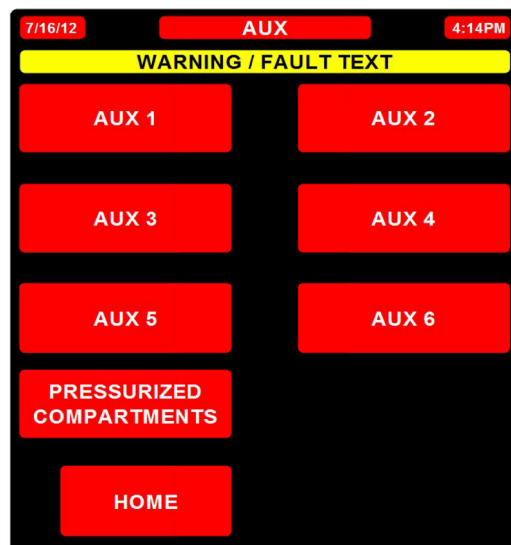 7/16/12 AUX 4:14PM
WARNING / FAULT TEXT
AUX 1 AUX 2
AUX 3 AUX 4
AUX 5 AUX 6
PRESSURIZED
COMPARTMENTS
HOME